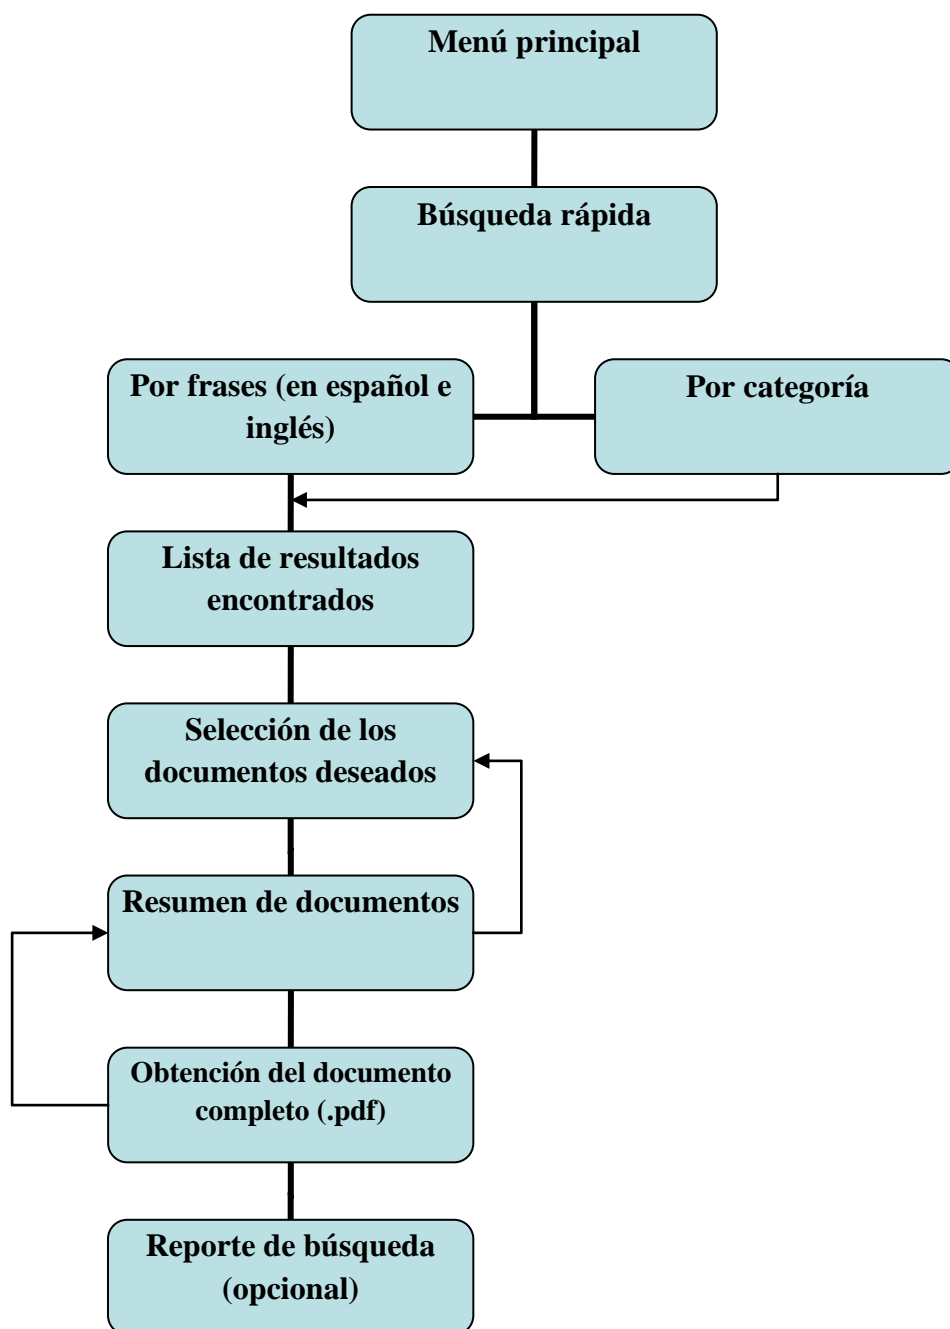 Menú principal
Búsqueda rápida
Por frases (en español e
inglés)
Por categoría
Lista de resultados
encontrados
Selección de los
documentos deseados
Resumen de documentos
Obtención del documento
completo (.pdf)
Reporte de búsqueda
(opcional)